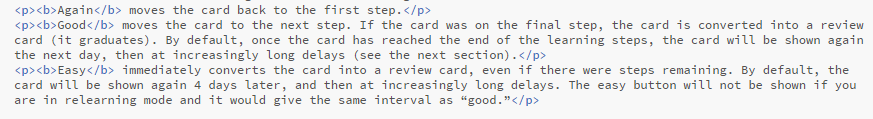 <p><b>Again</b> moves the card back to the first step.</p>
<p><b>Good</b> moves the card to the next step. If the card was on the final step, the card is converted into a review
card (it graduates). By default, once the card has reached the end of the learning steps, the card will be shown again
the next day, then at increasingly long delays (see the next section).</p>
<p><b>Easy</b> immediately converts the card into a review card, even if there were steps remaining. By default, the
card will be shown again 4 days later, and then at increasingly long delays. The easy button will not be shown if you
are in relearning mode and it would give the same interval as “good.”</p>